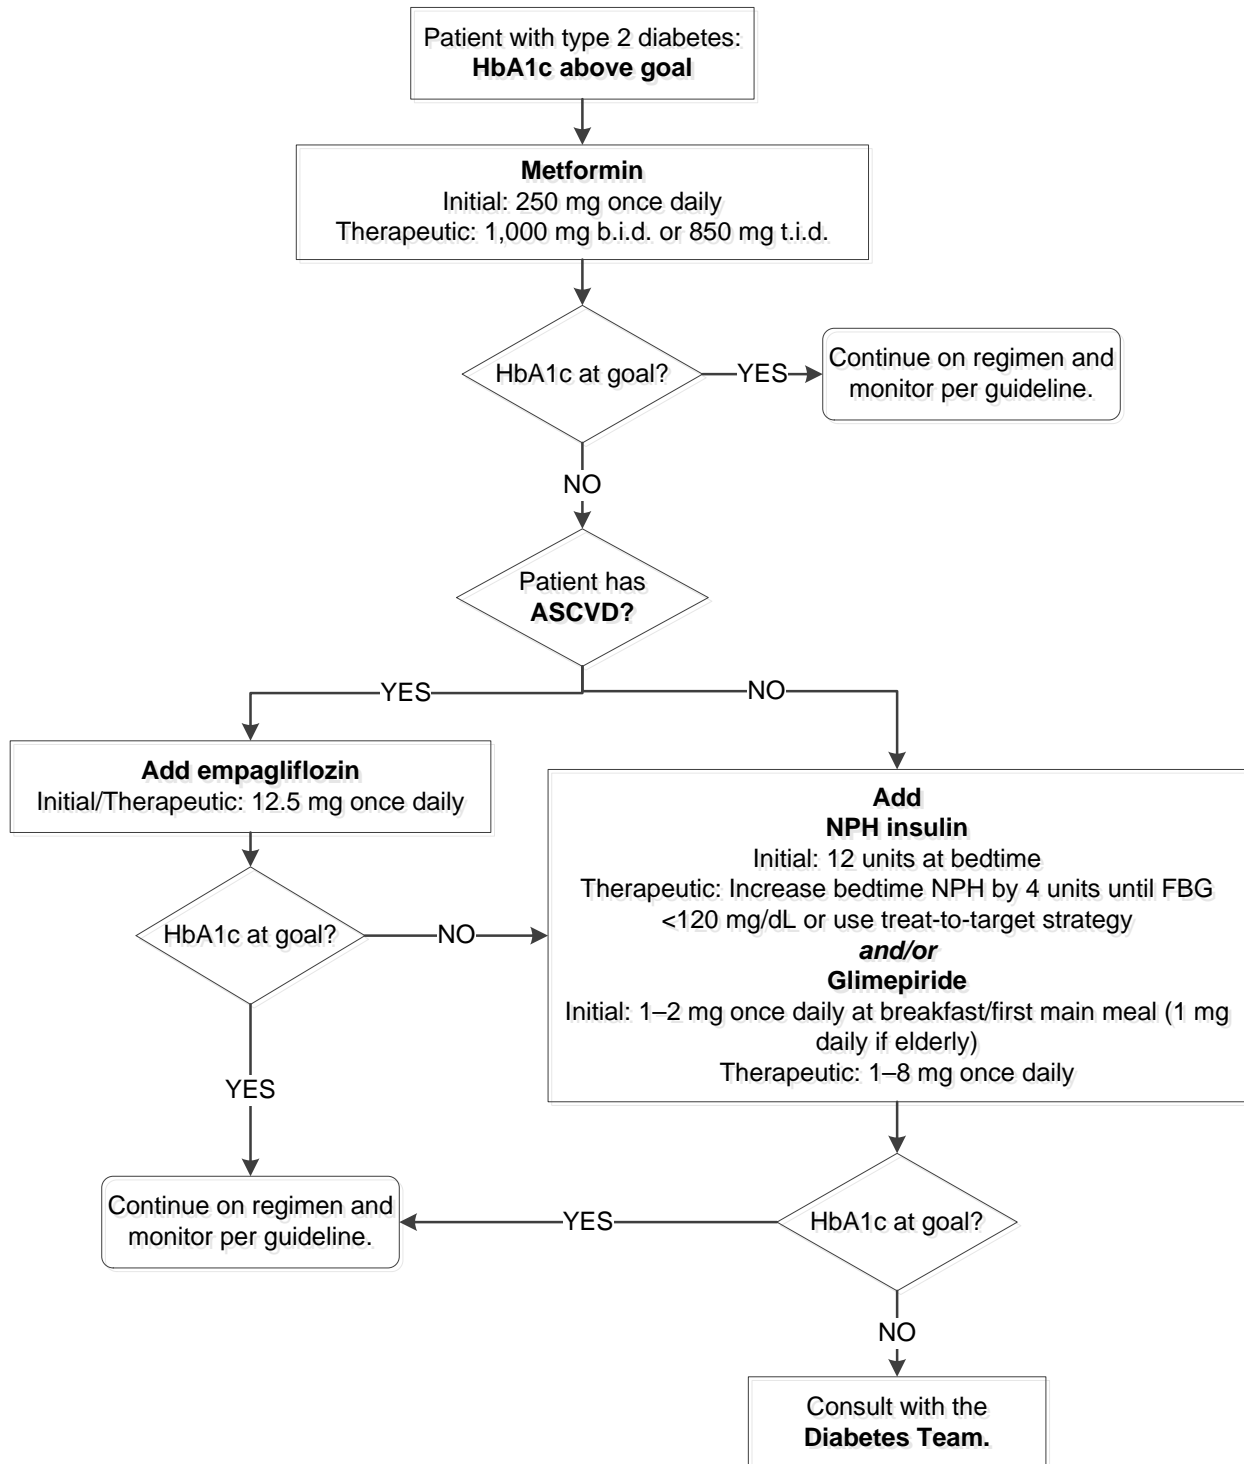 Patient with type 2 diabetes:
HbA1c above goal
Metformin
Initial: 250 mg once daily
Therapeutic: 1,000 mg b.i.d. or 850 mg t.i.d.
HbA1c at goal?
YES
Continue on regimen and
monitor per guideline.
NO
Patient has
ASCVD?
YES
NO
Add empagliflozin
Initial/Therapeutic: 12.5 mg once daily
HbA1c at goal?
NO
YES
Add
NPH insulin
Initial: 12 units at bedtime
Therapeutic: Increase bedtime NPH by 4 units until FBG
<120 mg/dL or use treat-to-target strategy
and/or
Glimepiride
Initial: 1–2 mg once daily at breakfast/first main meal (1 mg
daily if elderly)
Therapeutic: 1–8 mg once daily
HbA1c at goal?
YES
Continue on regimen and
monitor per guideline.
NO
Consult with the
Diabetes Team.